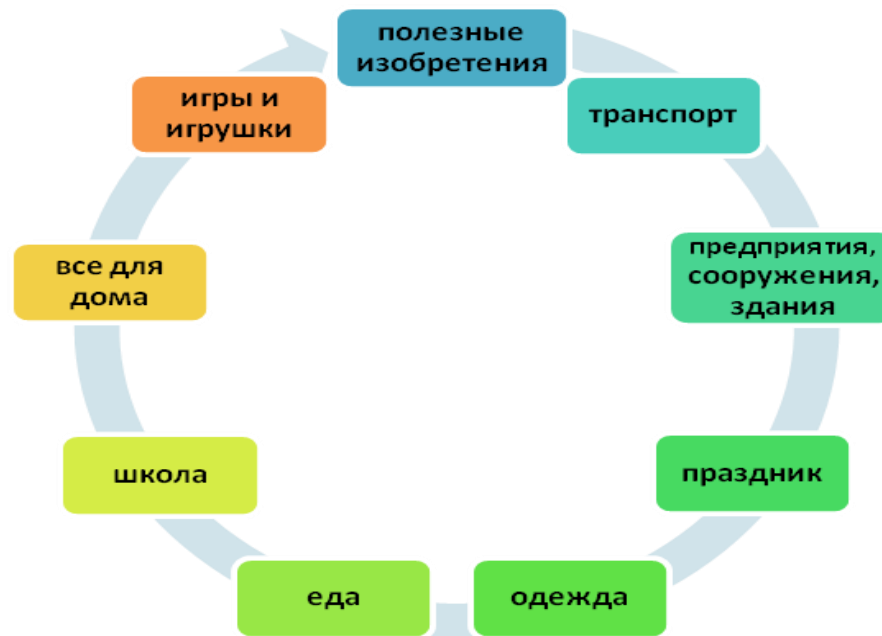 полезные
изобретения
транспорт
предприятия,
сооружения,
здания
праздник
одежда
еда
школа
все для
дома
игры и
игрушки